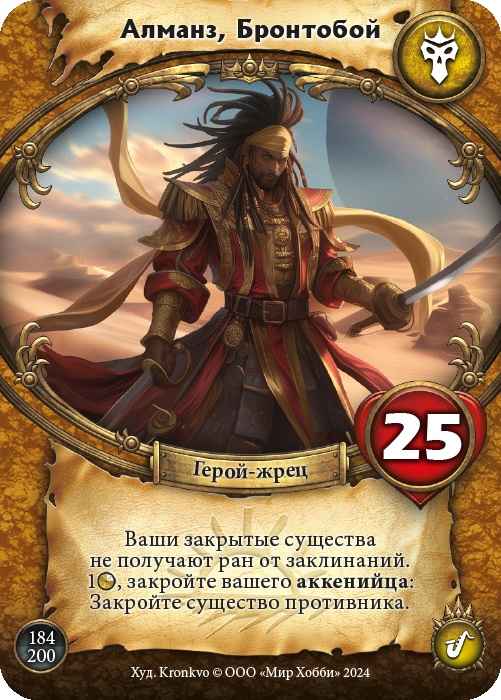 Алманз, Бронтобой
25
Герой-жрец
Ваши закрытые существа
не получают ран от заклинаний.
1, закройте вашего аккенийца:
Закройте существо противника.
184
200
Худ. Kronkvo © ООО «Мир Хобби» 2024